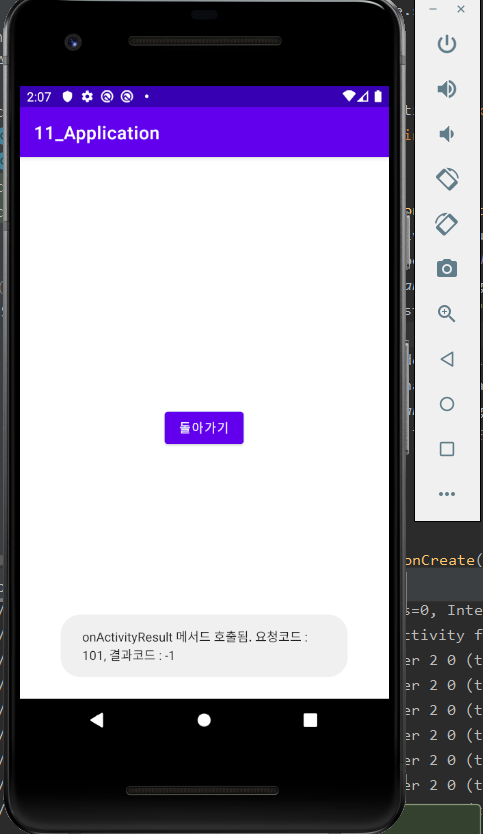 2:07
11_Application
돌아가기
onActivityResult 메서드 호출됨. 요청코드 :
101, 결과코드 : -1
onCreate(
s=0, Inte
ctivity f
er 2 0 (t
er 2 0 (t
er 2 0 (t
er 2 0 (t
er 2 0 (t
er 2 0 (t